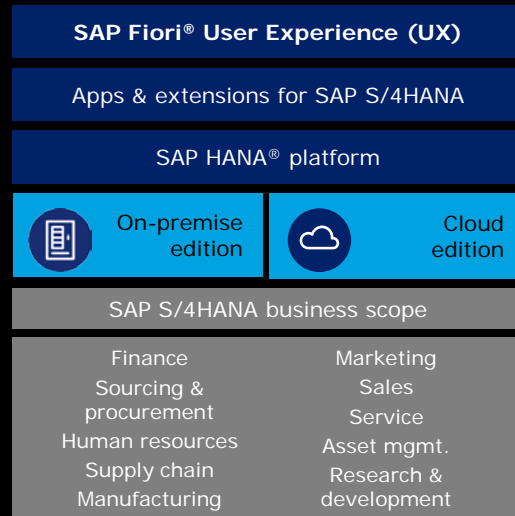 SAP Fiori® User Experience (UX)
Apps & extensions for SAP S/4HANA
SAP HANA® platform
On-premise
edition
Cloud
edition
SAP S/4HANA business scope
Finance
Sourcing &
procurement
Human resources
Supply chain
Manufacturing
Marketing
Sales
Service
Asset mgmt.
Research &
development